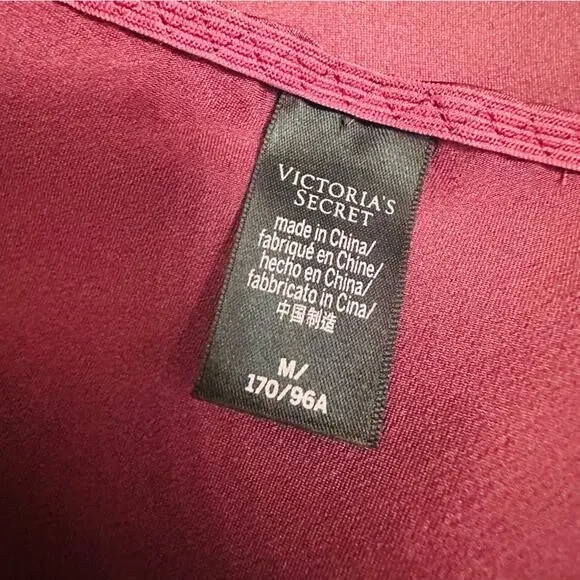 VICTORIA'S
SECRET
made in China/
fabriqué en Chine/
hecho en China/
fabbricato in Cina/
中国制造
M/
170/96A